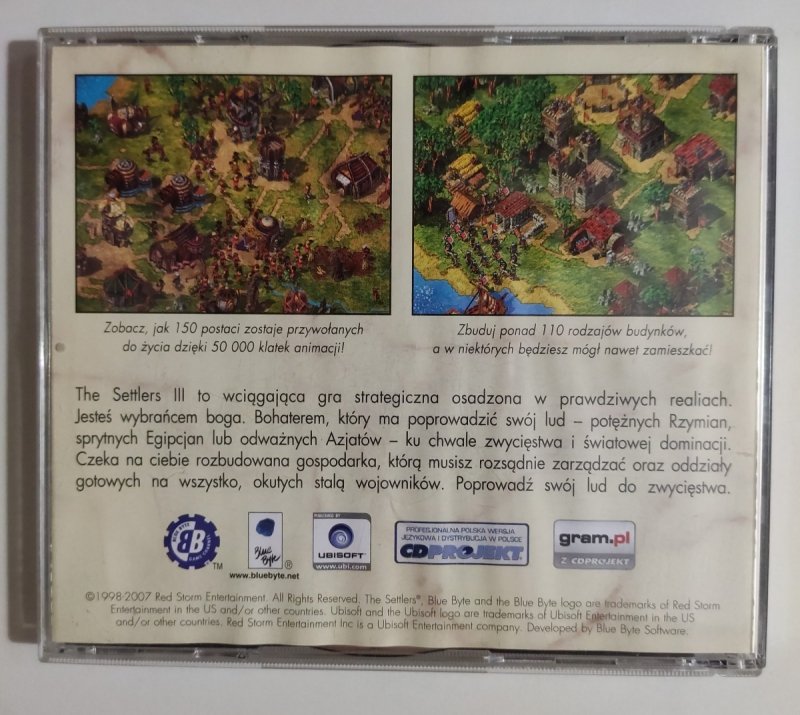 Zobacz, jak 150 postaci zostaje przywołanych
do życia dzięki 50 000 klatek animacji!
Zbuduj ponad 110 rodzajów budynków,
a w niektórych będziesz mógł nawet zamieszkać!
The Settlers III to wciągająca gra strategiczna osadzona w prawdziwych realiach.
Jesteś wybrańcem boga. Bohaterem, który ma poprowadzić swój lud – potężnych Rzymian,
sprytnych Egipcjan lub odważnych Azjatów – ku chwale zwycięstwa i światowej dominacji.
Czeka na ciebie rozbudowana gospodarka, którą musisz rozsądnie zarządzać oraz oddziały
gotowych na wszystko, okutych stalą wojowników. Poprowadź swój lud do zwycięstwa.
BLUE BYTE
BB
GAME CHANNEL
TM
Blue
Byte
®
www.bluebyte.net
PUBLISHED BY
UBISOFT
www.ubi.com
PROFESJONALNA POLSKA WERSJA
JĘZYKOWA I DYSTRYBUCJA W POLSCE
CDPROJEKT
gram.pl
Z CDPROJEKT
©1998-2007 Red Storm Entertainment. All Rights Reserved. The Settlers®, Blue Byte and the Blue Byte logo are trademarks of Red Storm
Entertainment in the US and/or other countries. Ubisoft and the Ubisoft logo are trademarks of Ubisoft Entertainment in the US
and/or other countries. Red Storm Entertainment Inc is a Ubisoft Entertainment company. Developed by Blue Byte Software.